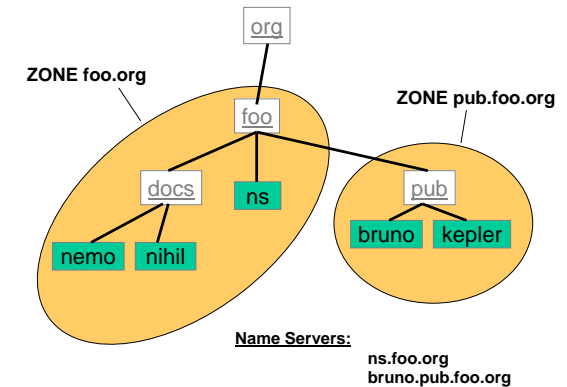 org
ZONE foo.org
ZONE pub.foo.org
foo
docs
ns
pub
nemo
nihil
bruno
kepler
Name Servers:
ns.foo.org
bruno.pub.foo.org